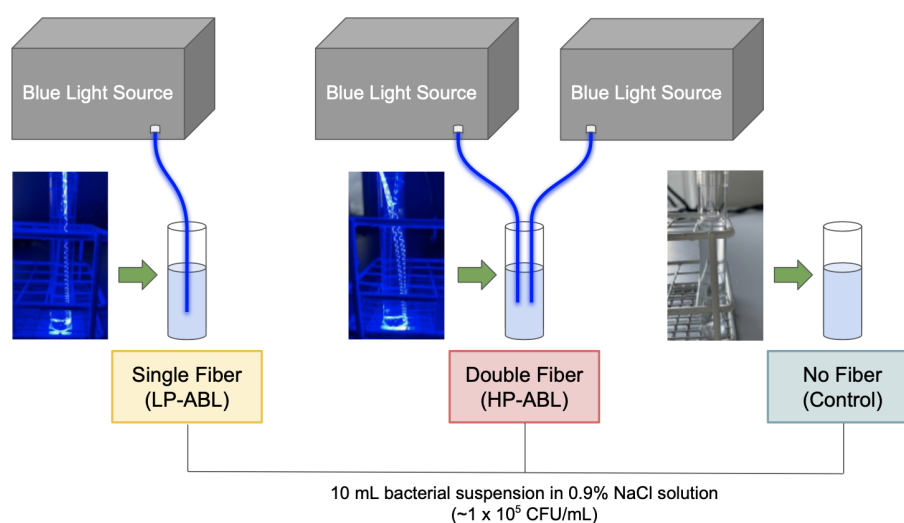 Blue Light Source
Blue Light Source
Blue Light Source
Single Fiber
(LP-ABL)
Double Fiber
(HP-ABL)
No Fiber
(Control)
10 mL bacterial suspension in 0.9% NaCl solution
(~1 x 10⁵ CFU/mL)